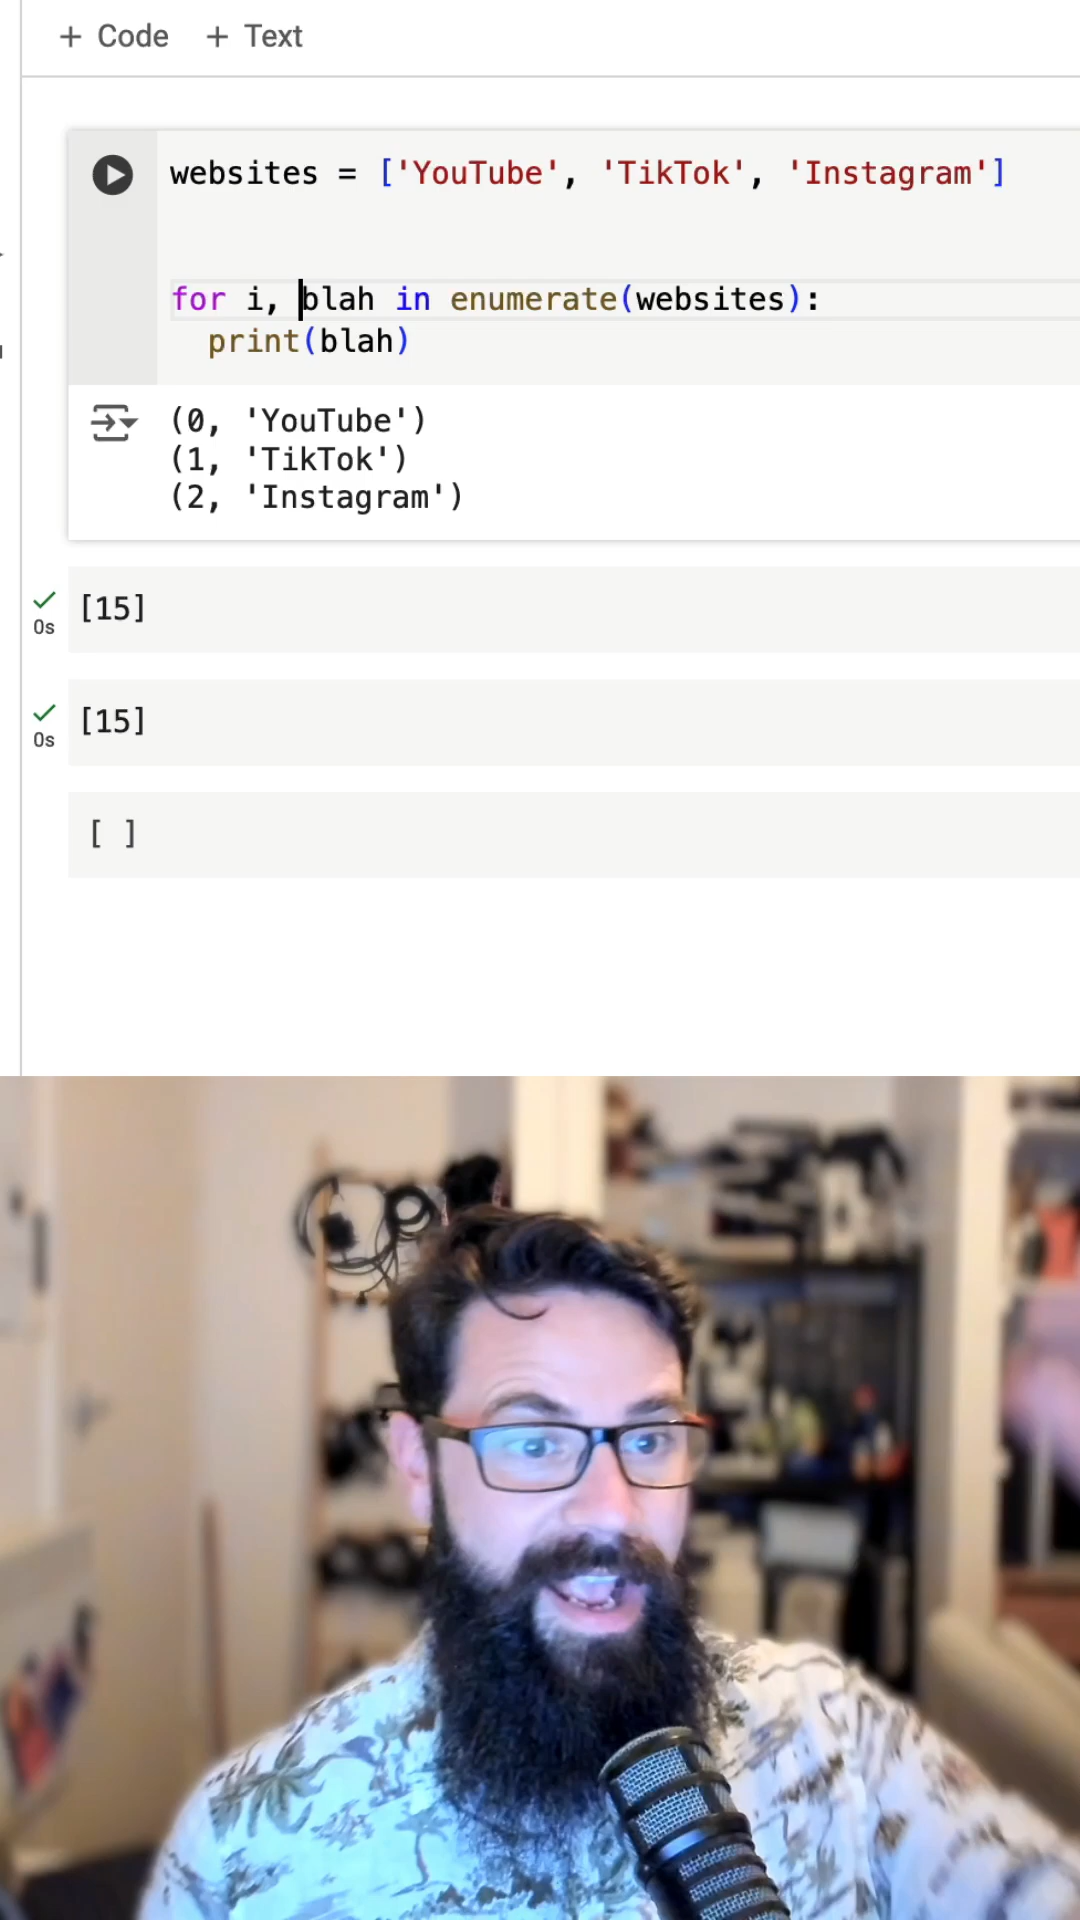 + Code + Text
websites = ['YouTube', 'TikTok', 'Instagram']
for i, blah in enumerate(websites):
print(blah)
(0, 'YouTube')
(1, 'TikTok')
(2, 'Instagram')
[15]
0s
[15]
0s
[ ]